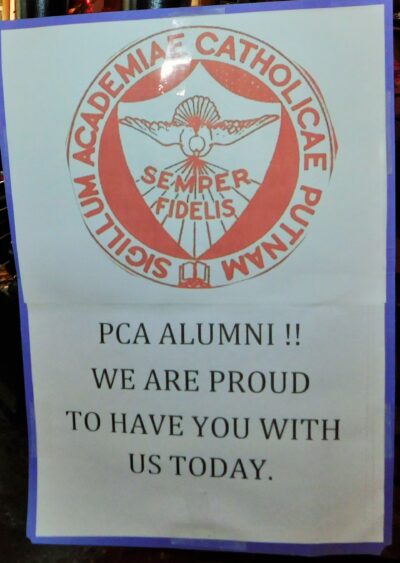 SIGILLUM ACADEMIAE CATHOLICAE PUTNAM
SEMPER
FIDELIS
PCA ALUMNI !!
WE ARE PROUD
TO HAVE YOU WITH
US TODAY.